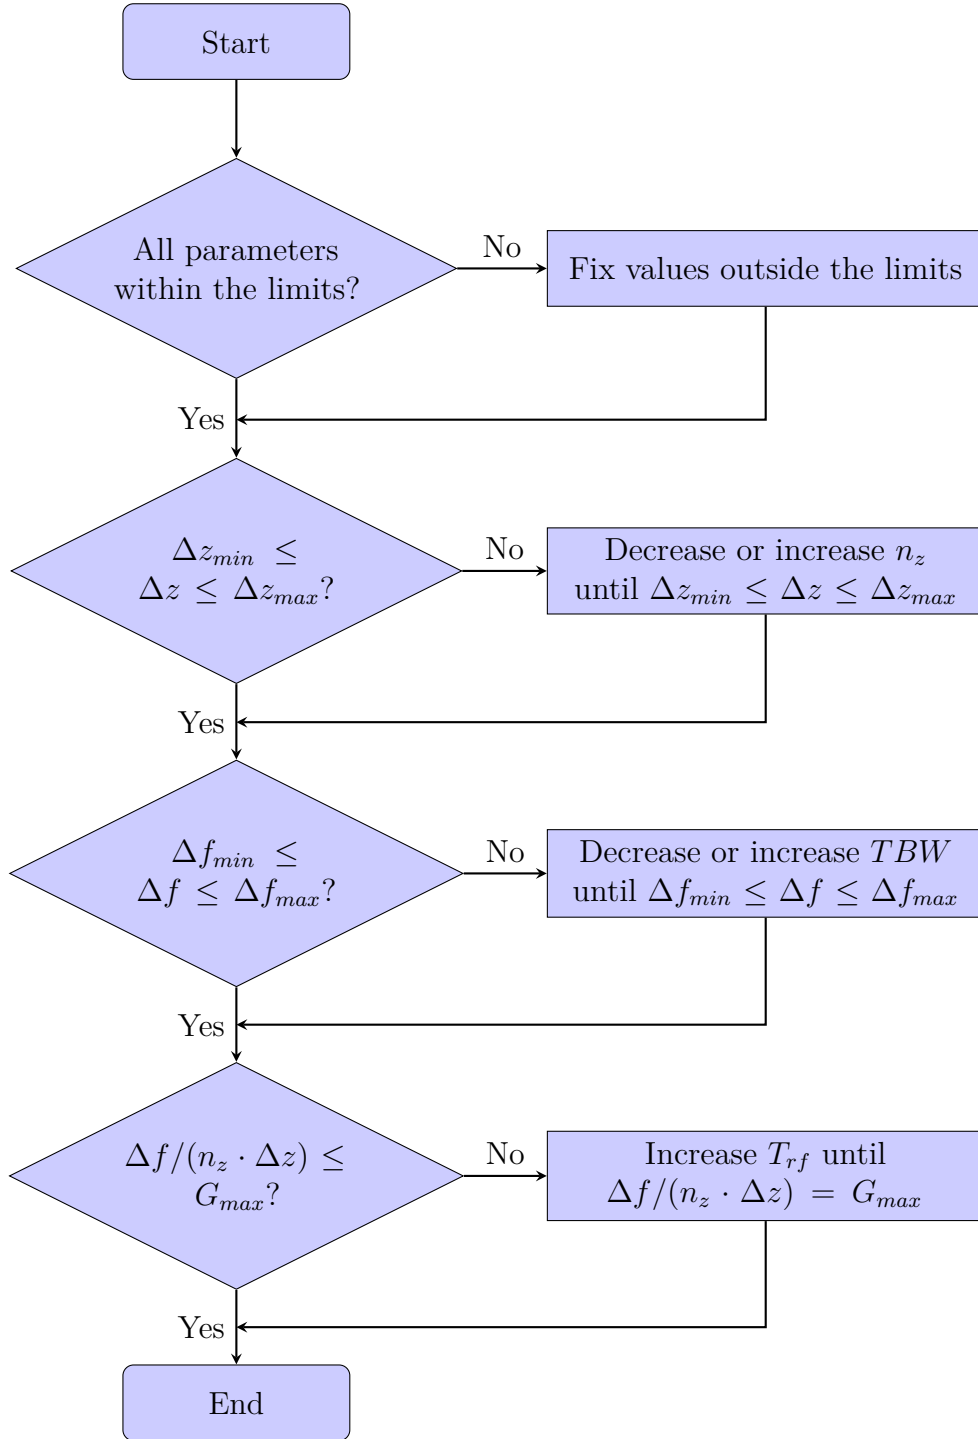 Start
All parameters
within the limits?
No
Fix values outside the limits
Yes
Δz_min ≤
Δz ≤ Δz_max?
No
Decrease or increase n_z
until Δz_min ≤ Δz ≤ Δz_max
Yes
Δf_min ≤
Δf ≤ Δf_max?
No
Decrease or increase TBW
until Δf_min ≤ Δf ≤ Δf_max
Yes
Δf/(n_z · Δz) ≤
G_max?
No
Increase T_rf until
Δf/(n_z · Δz) = G_max
Yes
End